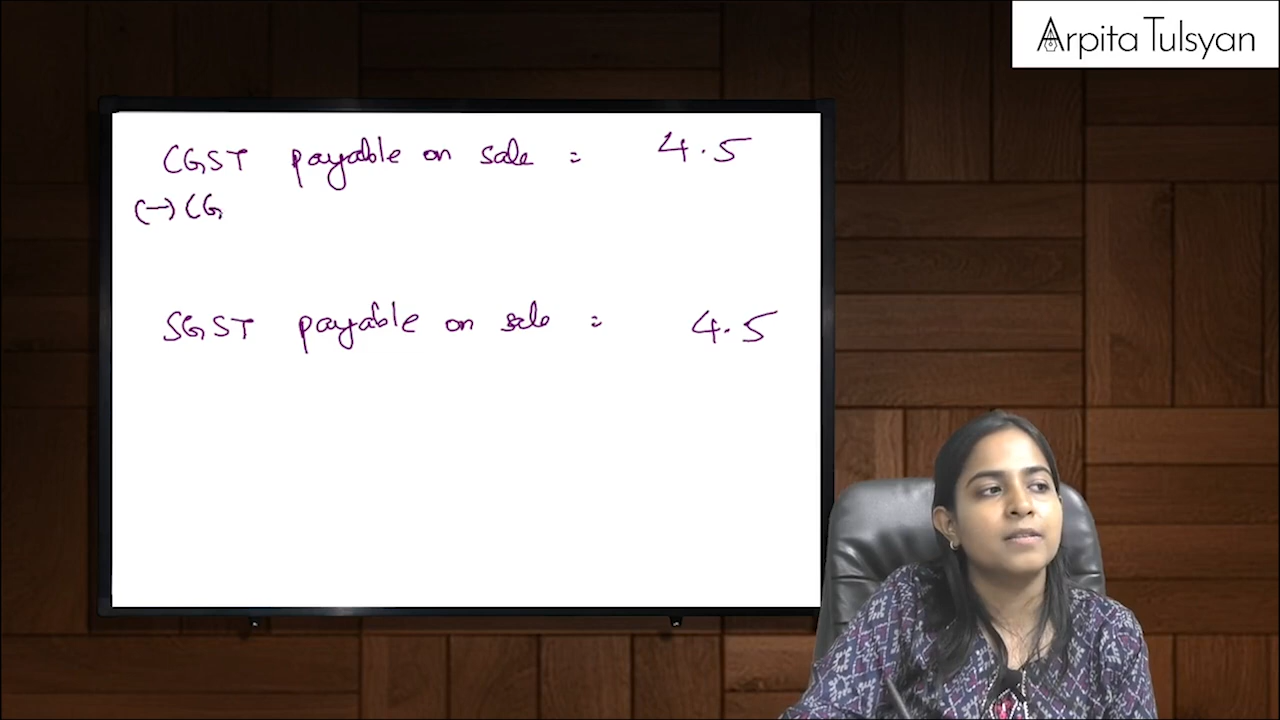 Arpita Tulsyan
CGST payable on sale = 4.5
(-) CG
SGST payable on sale = 4.5